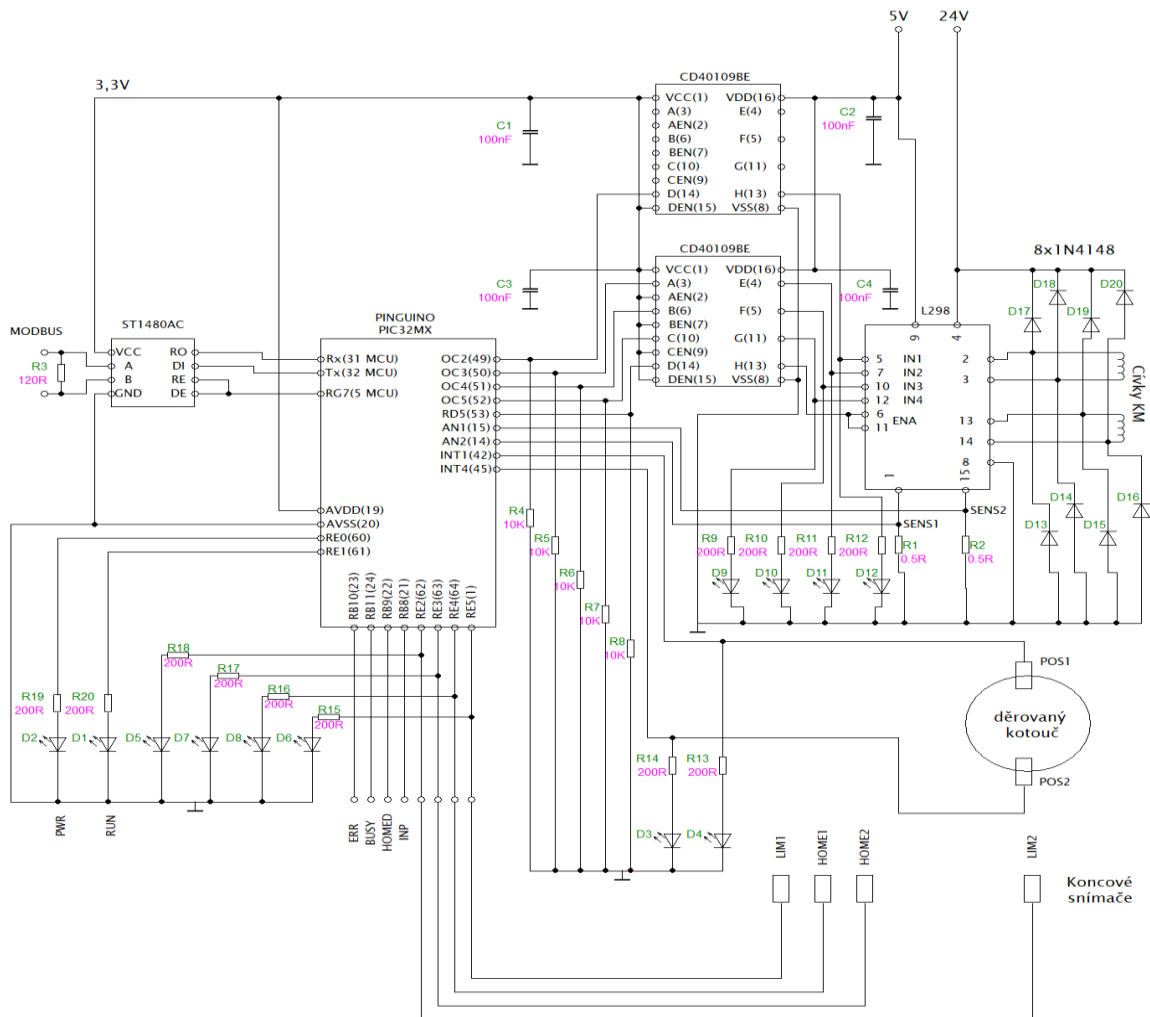 5V
24V
3,3V
CD40109BE
VCC(1)
VDD(16)
A(3)
E(4)
AEN(2)
B(6)
F(5)
BEN(7)
C(10)
G(11)
CEN(9)
D(14)
H(13)
DEN(15)
VSS(8)
C1
100nF
C2
100nF
CD40109BE
VCC(1)
VDD(16)
A(3)
E(4)
AEN(2)
B(6)
F(5)
BEN(7)
C(10)
G(11)
CEN(9)
D(14)
H(13)
DEN(15)
VSS(8)
C3
100nF
C4
100nF
8x1N4148
D17
D18
D19
D20
L298
9
4
5
IN1
2
7
IN2
3
10
IN3
12
IN4
13
6
ENA
14
11
8
1
15
Cívky KM
SENS1
SENS2
D13
D14
D15
D16
MODBUS
R3
120R
ST1480AC
VCC
RO
A
DI
B
RE
GND
DE
PINGUINO
PIC32MX
Rx(31 MCU)
Tx(32 MCU)
RG7(5 MCU)
OC2(49)
OC3(50)
OC4(51)
OC5(52)
RD5(53)
AN1(15)
AN2(14)
INT1(42)
INT4(45)
AVDD(19)
AVSS(20)
RE0(60)
RE1(61)
RB10(23)
RB11(24)
RB9(22)
RB8(21)
RE2(62)
RE3(63)
RE4(64)
RE5(1)
R4
10K
R5
10K
R6
10K
R7
10K
R8
10K
R9
200R
R10
200R
R11
200R
R12
200R
R1
0.5R
R2
0.5R
D9
D10
D11
D12
R18
200R
R17
200R
R16
200R
R15
200R
R19
200R
R20
200R
D2
D1
D5
D7
D8
D6
PWR
RUN
ERR
BUSY
HOMED
INP
R14
200R
R13
200R
D3
D4
POS1
děrovaný
kotouč
POS2
LIM1
HOME1
HOME2
LIM2
Koncové
snímače